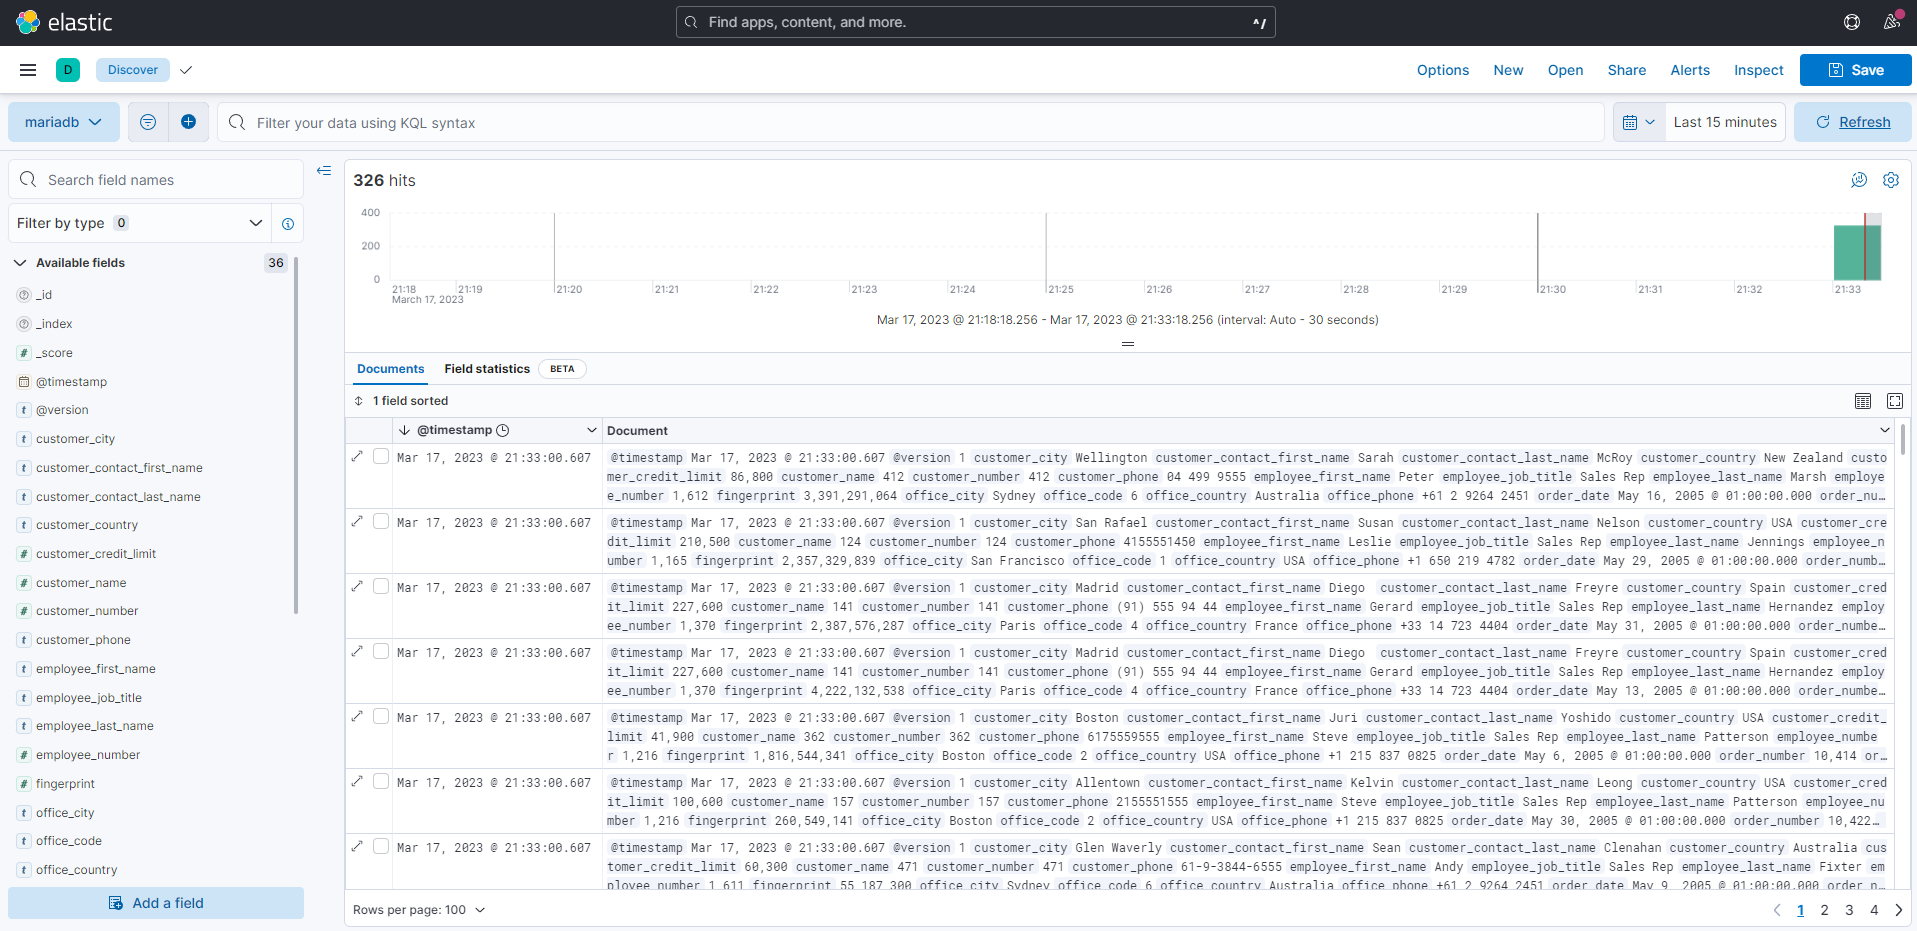 elastic
Find apps, content, and more.
^/
D
Discover
Options
New
Open
Share
Alerts
Inspect
Save
mariadb
Filter your data using KQL syntax
Last 15 minutes
Refresh
Search field names
Filter by type 0
Available fields 36
_id
_index
# _score
@timestamp
t @version
t customer_city
t customer_contact_first_name
t customer_contact_last_name
t customer_country
# customer_credit_limit
# customer_name
# customer_number
t customer_phone
t employee_first_name
t employee_job_title
t employee_last_name
# employee_number
# fingerprint
t office_city
t office_code
t office_country
Add a field
326 hits
400
200
0
21:18 21:19 21:20 21:21 21:22 21:23 21:24 21:25 21:26 21:27 21:28 21:29 21:30 21:31 21:32 21:33
March 17, 2023
Mar 17, 2023 @ 21:18:18.256 - Mar 17, 2023 @ 21:33:18.256 (interval: Auto - 30 seconds)
Documents Field statistics BETA
1 field sorted
@timestamp Document
Mar 17, 2023 @ 21:33:00.607 @timestamp Mar 17, 2023 @ 21:33:00.607 @version 1 customer_city Wellington customer_contact_first_name Sarah customer_contact_last_name McRoy customer_country New Zealand custo
mer_credit_limit 86,800 customer_name 412 customer_number 412 customer_phone 04 499 9555 employee_first_name Peter employee_job_title Sales Rep employee_last_name Marsh employe
e_number 1,612 fingerprint 3,391,291,064 office_city Sydney office_code 6 office_country Australia office_phone +61 2 9264 2451 order_date May 16, 2005 @ 01:00:00.000 order_nu…
Mar 17, 2023 @ 21:33:00.607 @timestamp Mar 17, 2023 @ 21:33:00.607 @version 1 customer_city San Rafael customer_contact_first_name Susan customer_contact_last_name Nelson customer_country USA customer_cre
dit_limit 210,500 customer_name 124 customer_number 124 customer_phone 4155551450 employee_first_name Leslie employee_job_title Sales Rep employee_last_name Jennings employee_n
umber 1,165 fingerprint 2,357,329,839 office_city San Francisco office_code 1 office_country USA office_phone +1 650 219 4782 order_date May 29, 2005 @ 01:00:00.000 order_numb…
Mar 17, 2023 @ 21:33:00.607 @timestamp Mar 17, 2023 @ 21:33:00.607 @version 1 customer_city Madrid customer_contact_first_name Diego customer_contact_last_name Freyre customer_country Spain customer_cred
it_limit 227,600 customer_name 141 customer_number 141 customer_phone (91) 555 94 44 employee_first_name Gerard employee_job_title Sales Rep employee_last_name Hernandez employ
ee_number 1,370 fingerprint 2,387,576,287 office_city Paris office_code 4 office_country France office_phone +33 14 723 4404 order_date May 31, 2005 @ 01:00:00.000 order_numbe…
Mar 17, 2023 @ 21:33:00.607 @timestamp Mar 17, 2023 @ 21:33:00.607 @version 1 customer_city Madrid customer_contact_first_name Diego customer_contact_last_name Freyre customer_country Spain customer_cred
it_limit 227,600 customer_name 141 customer_number 141 customer_phone (91) 555 94 44 employee_first_name Gerard employee_job_title Sales Rep employee_last_name Hernandez employ
ee_number 1,370 fingerprint 4,222,132,538 office_city Paris office_code 4 office_country France office_phone +33 14 723 4404 order_date May 13, 2005 @ 01:00:00.000 order_numbe…
Mar 17, 2023 @ 21:33:00.607 @timestamp Mar 17, 2023 @ 21:33:00.607 @version 1 customer_city Boston customer_contact_first_name Juri customer_contact_last_name Yoshido customer_country USA customer_credit_
limit 41,900 customer_name 362 customer_number 362 customer_phone 6175559555 employee_first_name Steve employee_job_title Sales Rep employee_last_name Patterson employee_numbe
r 1,216 fingerprint 1,816,544,341 office_city Boston office_code 2 office_country USA office_phone +1 215 837 0825 order_date May 6, 2005 @ 01:00:00.000 order_number 10,414 or…
Mar 17, 2023 @ 21:33:00.607 @timestamp Mar 17, 2023 @ 21:33:00.607 @version 1 customer_city Allentown customer_contact_first_name Kelvin customer_contact_last_name Leong customer_country USA customer_cred
it_limit 100,600 customer_name 157 customer_number 157 customer_phone 2155551555 employee_first_name Steve employee_job_title Sales Rep employee_last_name Patterson employee_nu
mber 1,216 fingerprint 260,549,141 office_city Boston office_code 2 office_country USA office_phone +1 215 837 0825 order_date May 30, 2005 @ 01:00:00.000 order_number 10,422…
Mar 17, 2023 @ 21:33:00.607 @timestamp Mar 17, 2023 @ 21:33:00.607 @version 1 customer_city Glen Waverly customer_contact_first_name Sean customer_contact_last_name Clenahan customer_country Australia cus
tomer_credit_limit 60,300 customer_name 471 customer_number 471 customer_phone 61-9-3844-6555 employee_first_name Andy employee_job_title Sales Rep employee_last_name Fixter em
ployee_number 1,611 fingerprint 55,187,300 office_city Sydney office_code 6 office_country Australia office_phone +61 2 9264 2451 order_date May 9, 2005 @ 01:00:00.000 order_n…
Rows per page: 100
1 2 3 4